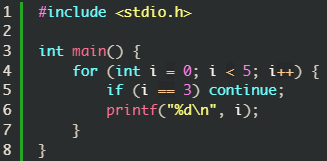 1 #include <stdio.h>
2
3 int main() {
4     for (int i = 0; i < 5; i++) {
5         if (i == 3) continue;
6         printf("%d\n", i);
7     }
8 }